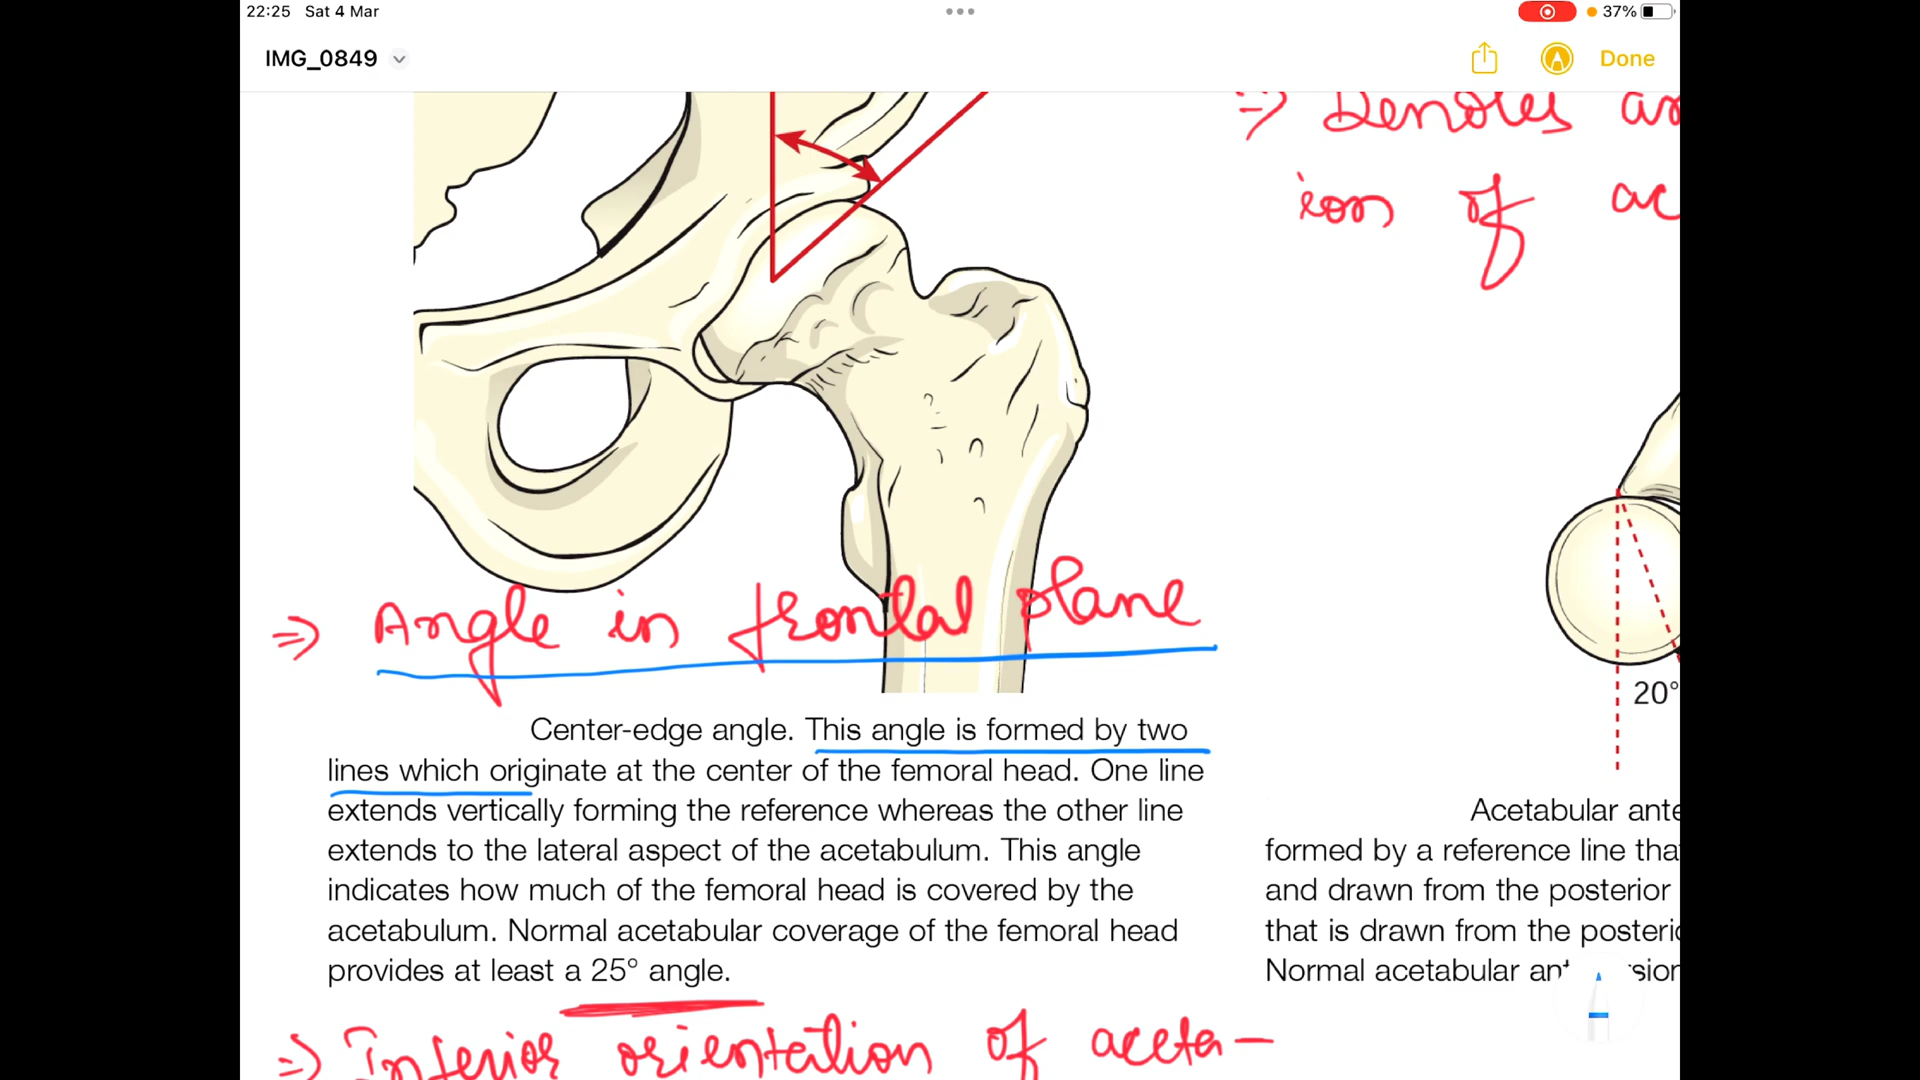 22:25 Sat 4 Mar
37%
IMG_0849
Done
=> Denotes
ion of ac
=> Angle in frontal plane
20°
Center-edge angle. This angle is formed by two
lines which originate at the center of the femoral head. One line
extends vertically forming the reference whereas the other line
extends to the lateral aspect of the acetabulum. This angle
indicates how much of the femoral head is covered by the
acetabulum. Normal acetabular coverage of the femoral head
provides at least a 25° angle.
=> Inferior orientation of aceta-
Acetabular ante
formed by a reference line tha
and drawn from the posterior
that is drawn from the posterio
Normal acetabular ant sion